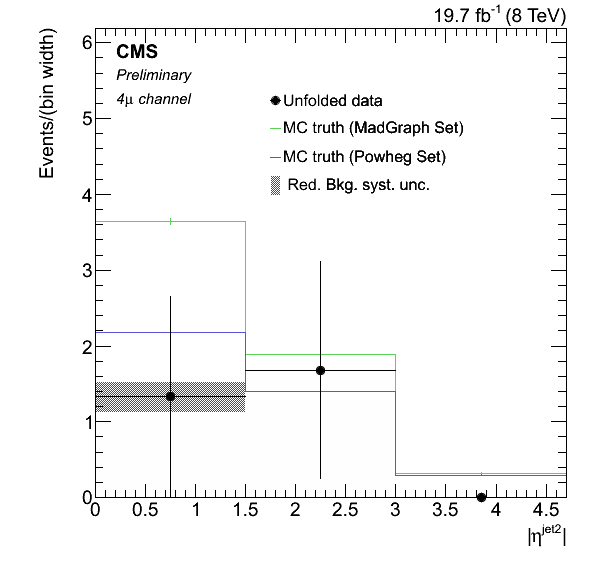 19.7 fb⁻¹ (8 TeV)
CMS
Preliminary
4μ channel
Unfolded data
MC truth (MadGraph Set)
MC truth (Powheg Set)
Red. Bkg. syst. unc.
Events/(bin width)
6
5
4
3
2
1
0
0 0.5 1 1.5 2 2.5 3 3.5 4 4.5
|η^jet2|